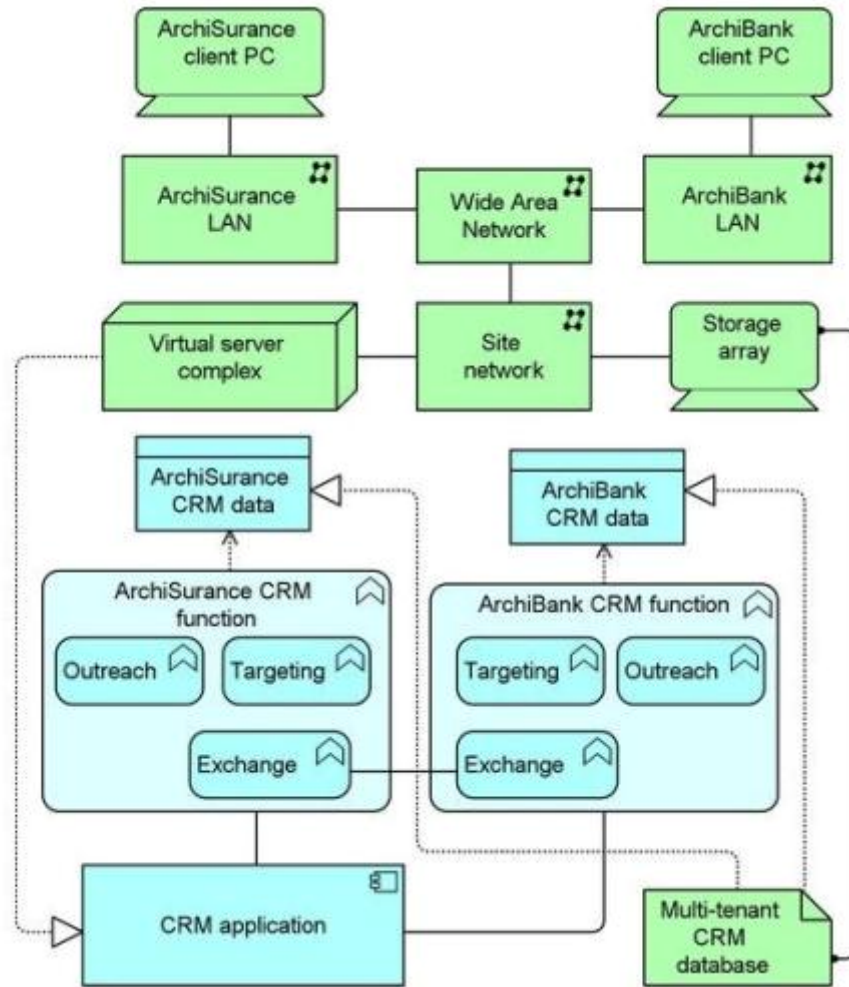 ArchiSurance
client PC
ArchiBank
client PC
ArchiSurance
LAN
Wide Area
Network
ArchiBank
LAN
Virtual server
complex
Site
network
Storage
array
ArchiSurance
CRM data
ArchiBank
CRM data
ArchiSurance CRM
function
Outreach
Targeting
Exchange
ArchiBank CRM function
Targeting
Outreach
Exchange
CRM application
Multi-tenant
CRM
database